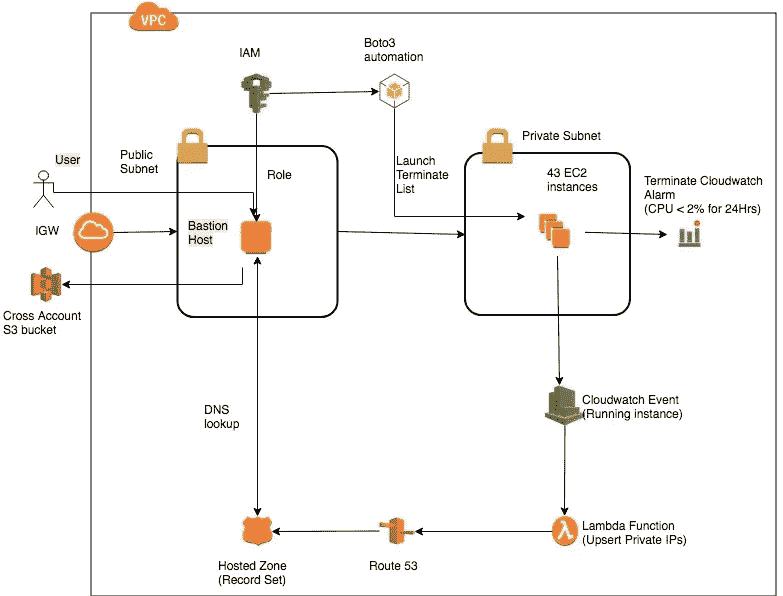 VPC
IAM
Boto3
automation
User
Public
Subnet
Role
Launch
Terminate
List
Private Subnet
43 EC2
instances
Terminate Cloudwatch
Alarm
(CPU < 2% for 24Hrs)
IGW
Bastion
Host
Cross Account
S3 bucket
DNS
lookup
Cloudwatch Event
(Running instance)
Lambda Function
(Upsert Private IPs)
Route 53
Hosted Zone
(Record Set)